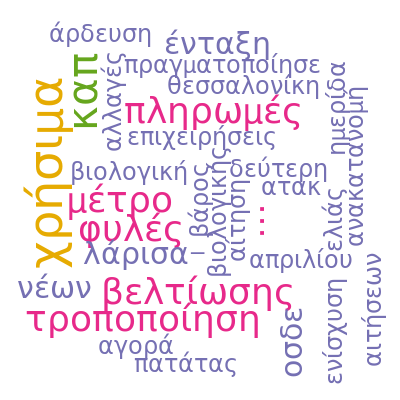 άρδευση
ένταξη
πραγματοποίησε
θεσσαλονίκη
καπ
αλλαγές
χρήσιμα
πληρωμές
επιχειρήσεις
ημερίδα
ανακατανομή
βιολογική
δεύτερη
ατακ
μέτρο
φυλές
βάρος
βιολογικής
αίτηση
...
ελιάς
λάρισα–
απριλίου
νέων
βελτίωσης
τροποποίηση
οσδε
ενίσχυση
αιτήσεων
αγορά
πατάτας